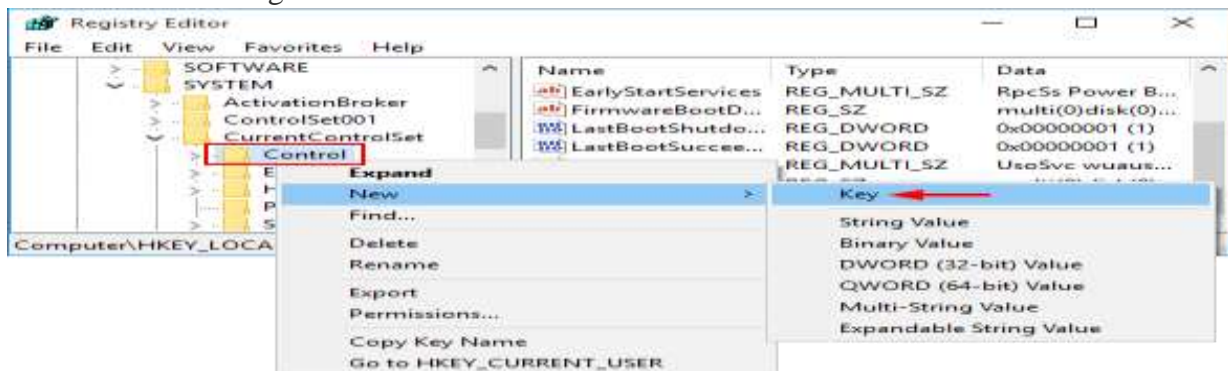 Registry Editor
File Edit View Favorites Help
SOFTWARE
SYSTEM
ActivationBroker
ControlSet001
CurrentControlSet
Control
E
H
P
S
Computer\HKEY_LOCA
Name Type Data
EarlyStartServices REG_MULTI_SZ RpcSs Power B...
FirmwareBootD... REG_SZ multi(0)disk(0)...
LastBootShutdo... REG_DWORD 0x00000001 (1)
LastBootSuccee... REG_DWORD 0x00000001 (1)
REG_MULTI_SZ UsoSvc wuaus...
Expand
New >
Find...
Delete
Rename
Export
Permissions...
Copy Key Name
Go to HKEY_CURRENT_USER
Key
String Value
Binary Value
DWORD (32-bit) Value
QWORD (64-bit) Value
Multi-String Value
Expandable String Value